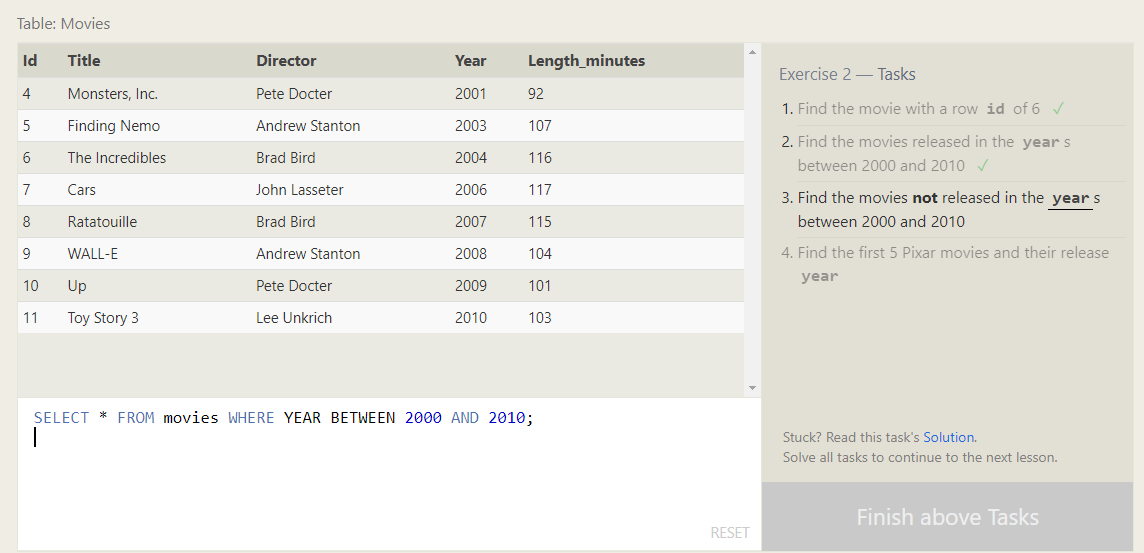 Table: Movies
Id Title Director Year Length_minutes
4 Monsters, Inc. Pete Docter 2001 92
5 Finding Nemo Andrew Stanton 2003 107
6 The Incredibles Brad Bird 2004 116
7 Cars John Lasseter 2006 117
8 Ratatouille Brad Bird 2007 115
9 WALL-E Andrew Stanton 2008 104
10 Up Pete Docter 2009 101
11 Toy Story 3 Lee Unkrich 2010 103
SELECT * FROM movies WHERE YEAR BETWEEN 2000 AND 2010;
RESET
Exercise 2 — Tasks
1. Find the movie with a row id of 6 ✓
2. Find the movies released in the year s
between 2000 and 2010 ✓
3. Find the movies not released in the year s
between 2000 and 2010
4. Find the first 5 Pixar movies and their release
year
Stuck? Read this task's Solution.
Solve all tasks to continue to the next lesson.
Finish above Tasks